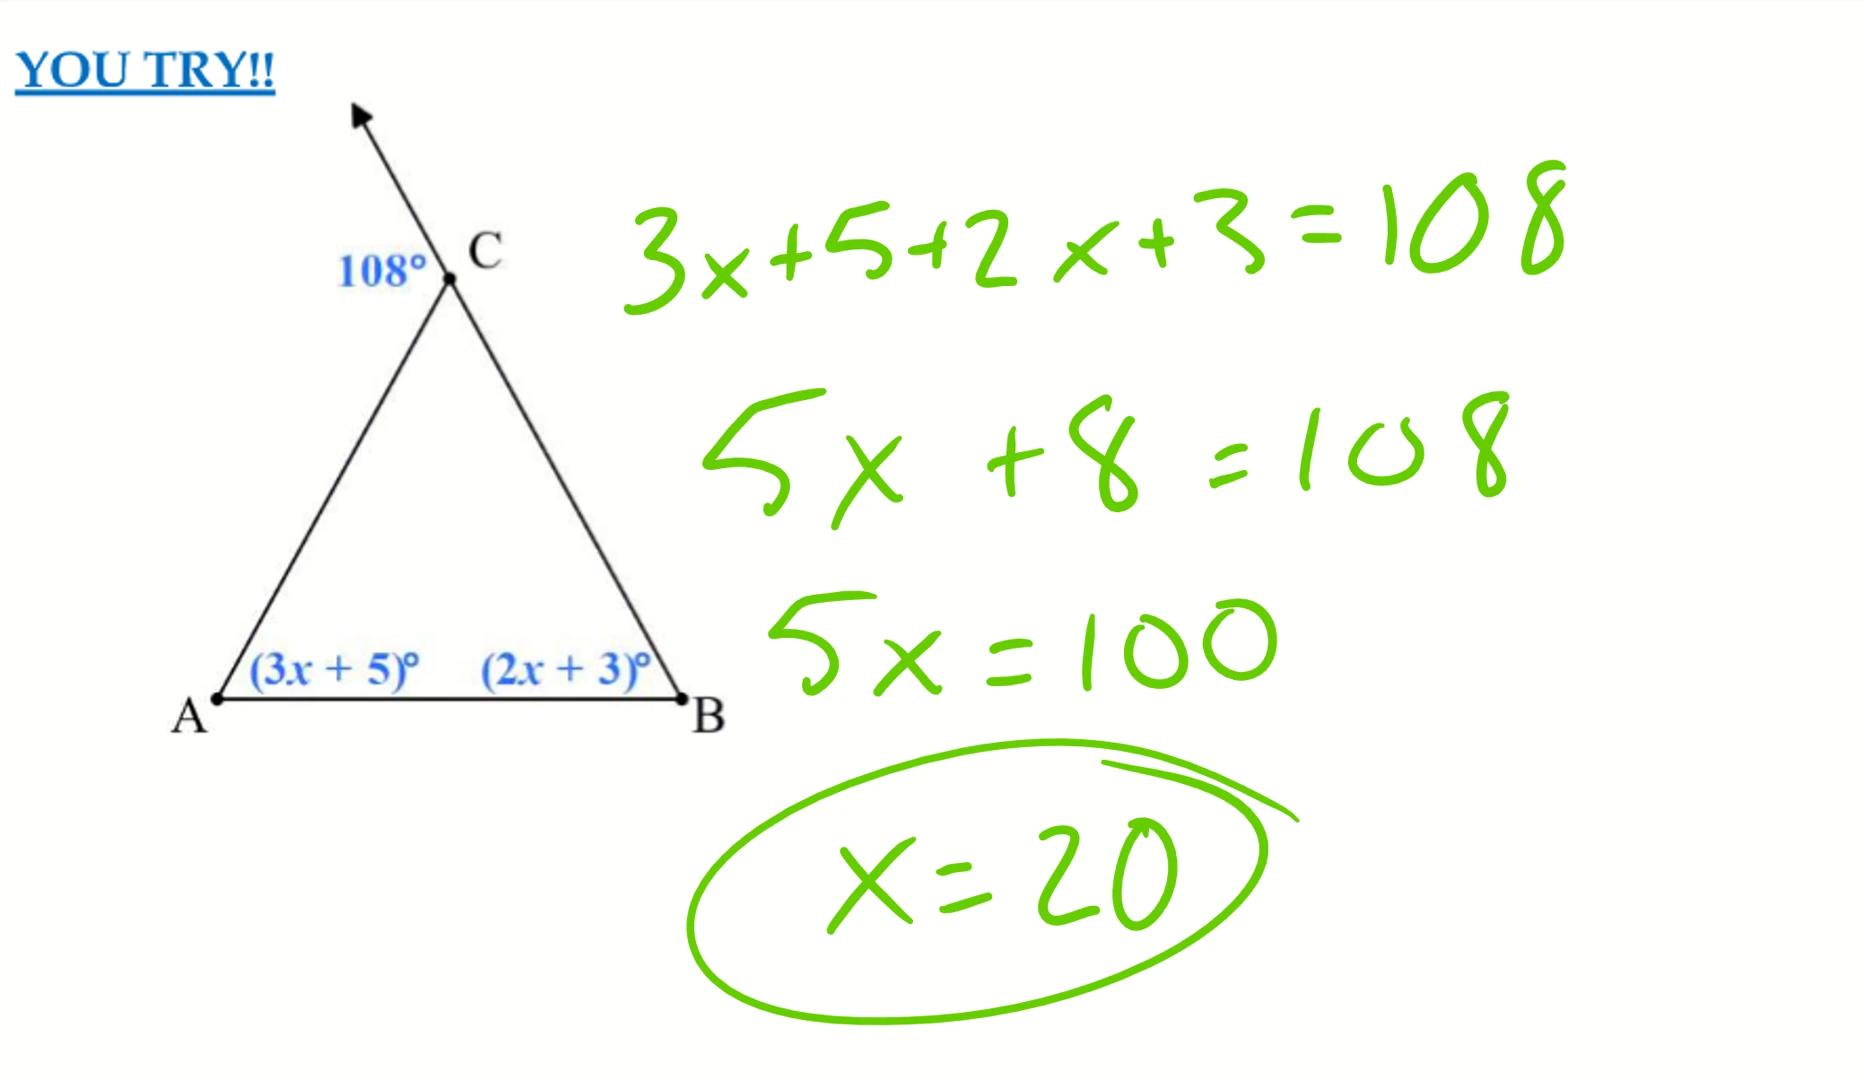 YOU TRY!!
C
108°
3x+5+2x+3=108
5x+8=108
5x=100
(3x + 5)° (2x + 3)°
A B
x=20